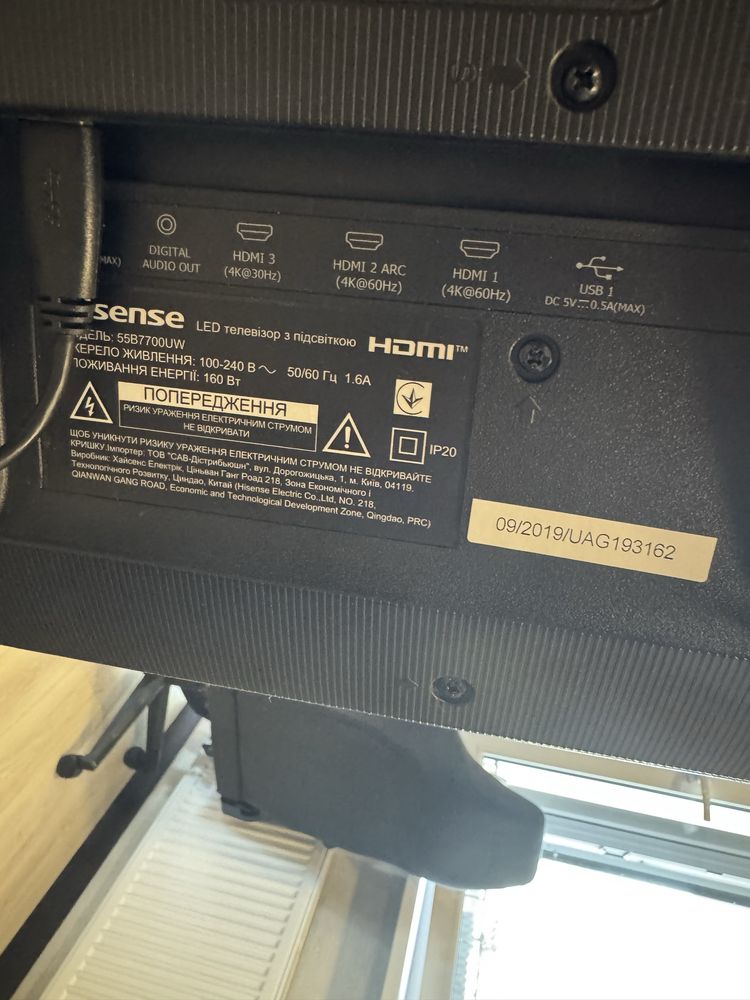 MAX)
DIGITAL
AUDIO OUT
HDMI 3
(4K@30Hz)
HDMI 2 ARC
(4K@60Hz)
HDMI 1
(4K@60Hz)
USB 1
DC 5V⎓0.5A(MAX)
sense LED телевізор з підсвіткою HDMI™
ДЕЛЬ: 55B7700UW
ЖЕРЕЛО ЖИВЛЕННЯ: 100-240 В ~ 50/60 Гц 1.6А
ПОЖИВАННЯ ЕНЕРГІЇ: 160 Вт
ПОПЕРЕДЖЕННЯ
РИЗИК УРАЖЕННЯ ЕЛЕКТРИЧНИМ СТРУМОМ
НЕ ВІДКРИВАТИ
IP20
ЩОБ УНИКНУТИ РИЗИКУ УРАЖЕННЯ ЕЛЕКТРИЧНИМ СТРУМОМ НЕ ВІДКРИВАЙТЕ
КРИШКУ.Імпортер: ТОВ "САВ-Дістрибьюшн", вул. Дорогожицька, 1, м. Київ, 04119.
Виробник: Хайсенс Електрік, Ціньван Ганг Роад 218, Зона Економічного і
Технологічного Розвитку, Циндао, Китай (Hisense Electric Co.,Ltd, NO. 218,
QIANWAN GANG ROAD, Economic and Technological Development Zone, Qingdao, PRC)
09/2019/UAG193162